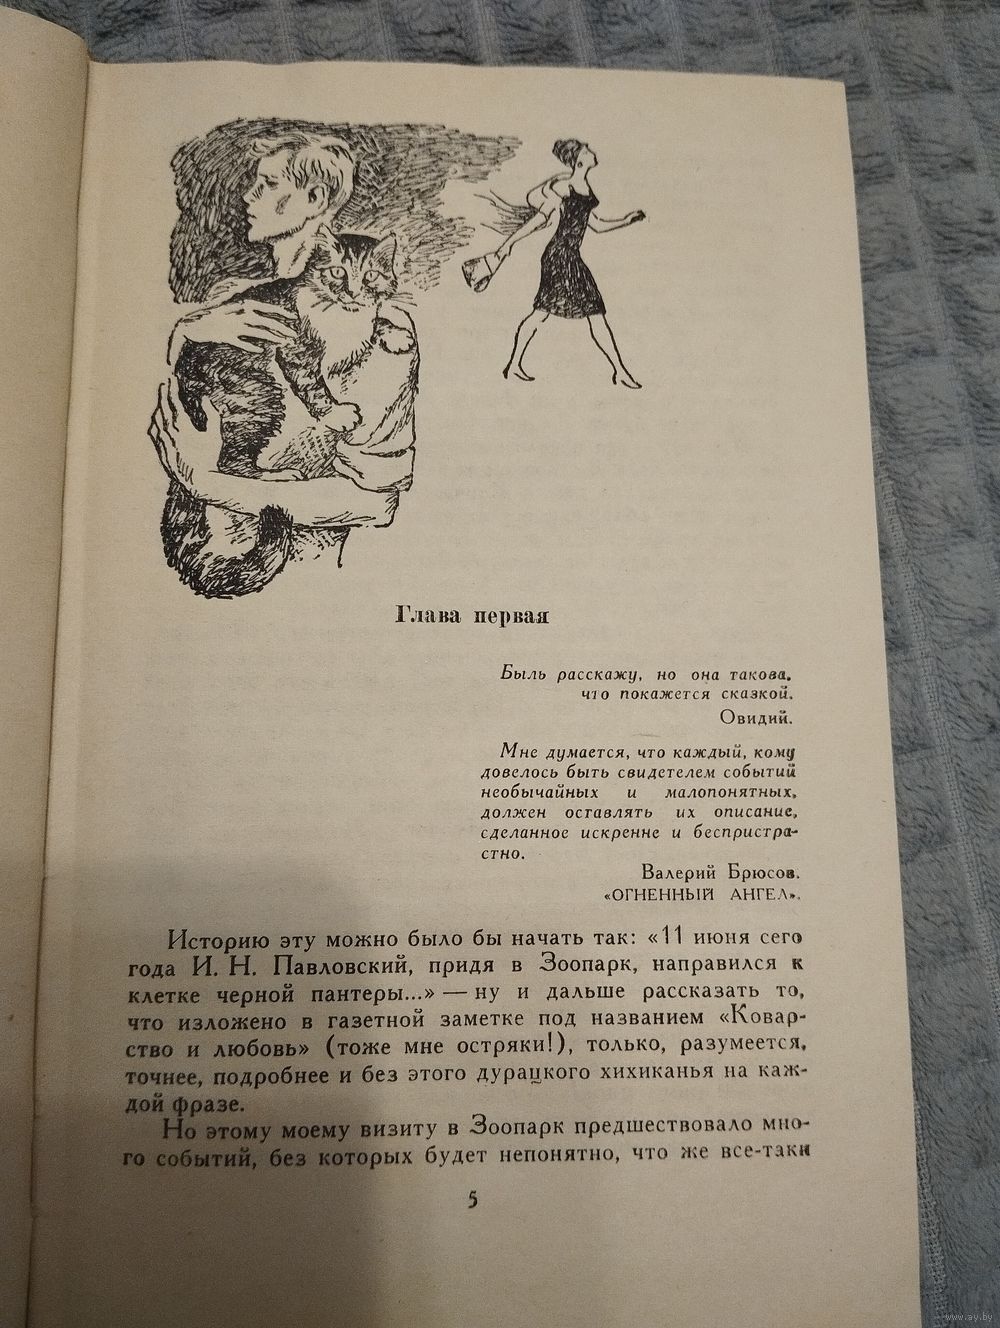 Глава первая
Быль расскажу, но она такова,
что покажется сказкой.
Овидий.
Мне думается, что каждый, кому
довелось быть свидетелем событий
необычайных и малопонятных,
должен оставлять их описание,
сделанное искренне и беспристра-
стно.
Валерий Брюсов.
«ОГНЕННЫЙ АНГЕЛ».
Историю эту можно было бы начать так: «11 июня сего
года И. Н. Павловский, придя в Зоопарк, направился к
клетке черной пантеры...» — ну и дальше рассказать то,
что изложено в газетной заметке под названием «Ковар-
ство и любовь» (тоже мне остряки!), только, разумеется,
точнее, подробнее и без этого дурацкого хихиканья на каж-
дой фразе.
Но этому моему визиту в Зоопарк предшествовало мно-
го событий, без которых будет непонятно, что же все-таки
5
www.ay.by